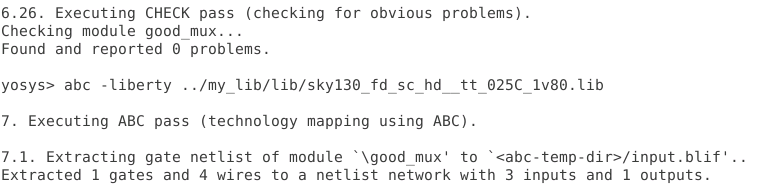 6.26. Executing CHECK pass (checking for obvious problems).
Checking module good_mux...
Found and reported 0 problems.
yosys> abc -liberty ../my_lib/lib/sky130_fd_sc_hd__tt_025C_1v80.lib
7. Executing ABC pass (technology mapping using ABC).
7.1. Extracting gate netlist of module `\good_mux' to `<abc-temp-dir>/input.blif'..
Extracted 1 gates and 4 wires to a netlist network with 3 inputs and 1 outputs.